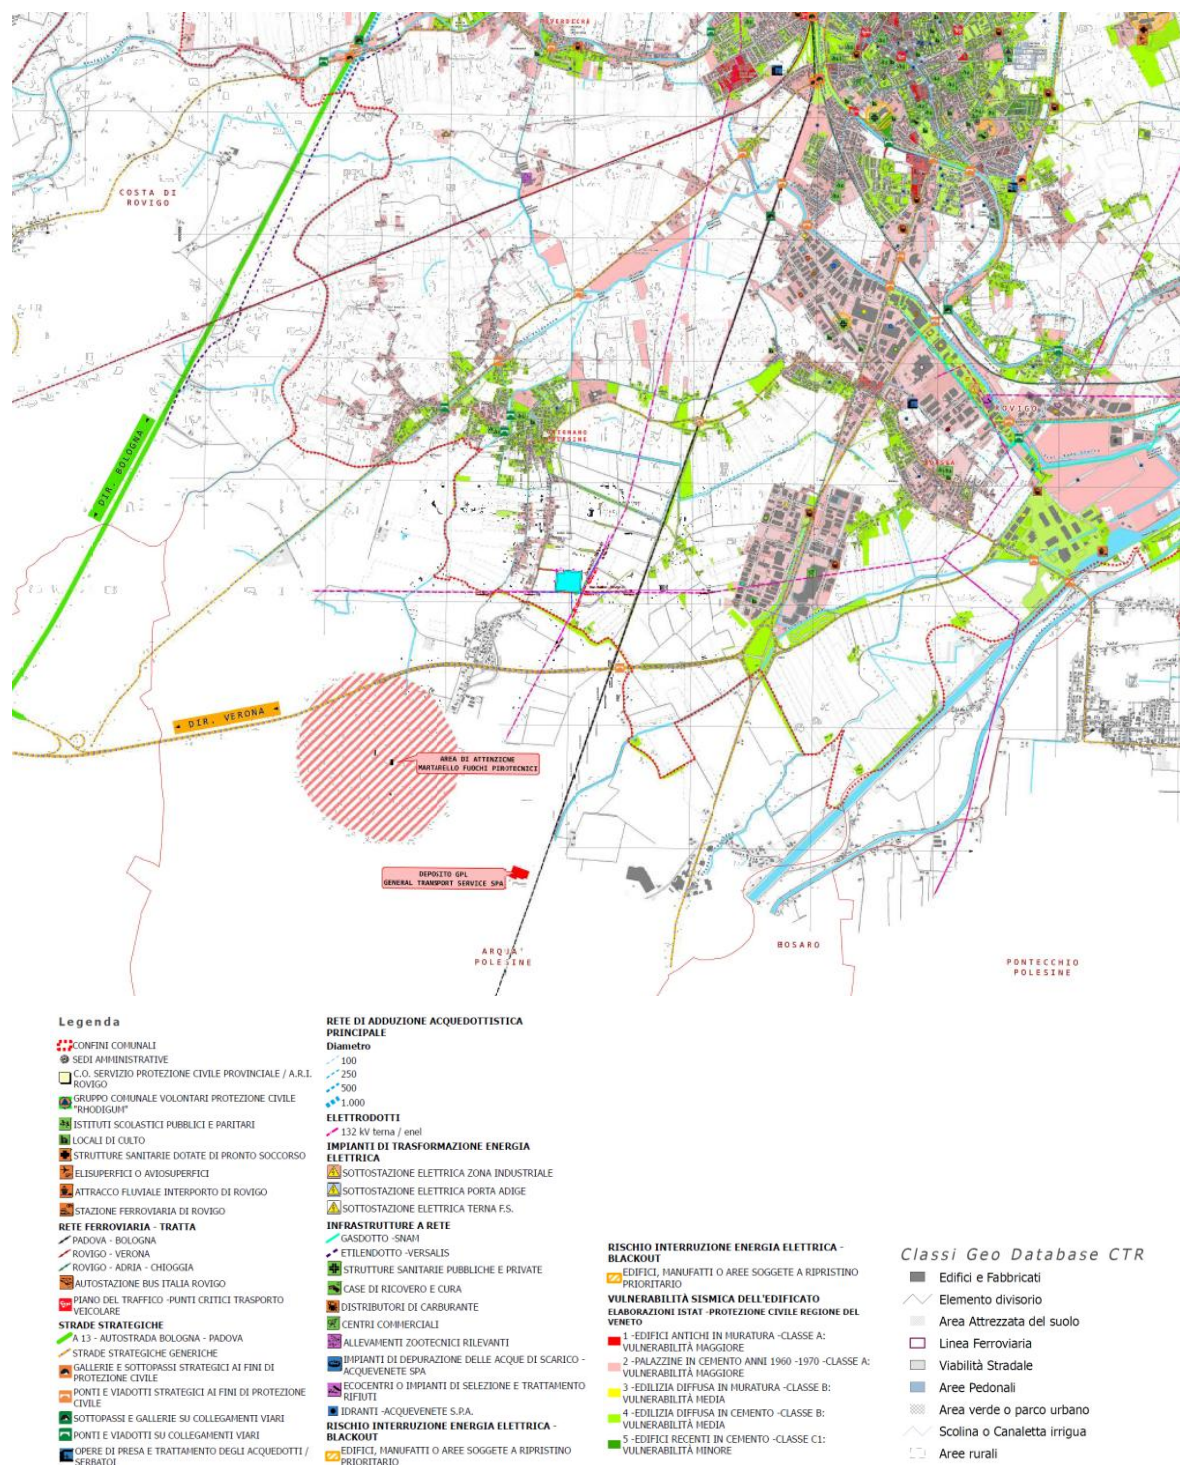 BEVERDECHÀ
COSTA DI
ROVIGO
ROVIGO
BORSEA
POLESINE
◄ DIR. BOLOGNA ►
◄ DIR. VERONA ►
AREA DI ATTENZIONE
MARTARELLO FUOCHI PIROTECNICI
DEPOSITO GPL
GENERAL TRANSPORT SERVICE SPA
ARQUA'
POLESINE
BOSARO
PONTECCHIO
POLESINE
Legenda
CONFINI COMUNALI
SEDI AMMINISTRATIVE
C.O. SERVIZIO PROTEZIONE CIVILE PROVINCIALE / A.R.I.
ROVIGO
GRUPPO COMUNALE VOLONTARI PROTEZIONE CIVILE
"RHODIGUM"
ISTITUTI SCOLASTICI PUBBLICI E PARITARI
LOCALI DI CULTO
STRUTTURE SANITARIE DOTATE DI PRONTO SOCCORSO
ELISUPERFICI O AVIOSUPERFICI
ATTRACCO FLUVIALE INTERPORTO DI ROVIGO
STAZIONE FERROVIARIA DI ROVIGO
RETE FERROVIARIA - TRATTA
PADOVA - BOLOGNA
ROVIGO - VERONA
ROVIGO - ADRIA - CHIOGGIA
AUTOSTAZIONE BUS ITALIA ROVIGO
PIANO DEL TRAFFICO -PUNTI CRITICI TRASPORTO
VEICOLARE
STRADE STRATEGICHE
A 13 - AUTOSTRADA BOLOGNA - PADOVA
STRADE STRATEGICHE GENERICHE
GALLERIE E SOTTOPASSI STRATEGICI AI FINI DI
PROTEZIONE CIVILE
PONTI E VIADOTTI STRATEGICI AI FINI DI PROTEZIONE
CIVILE
SOTTOPASSI E GALLERIE SU COLLEGAMENTI VIARI
PONTI E VIADOTTI SU COLLEGAMENTI VIARI
OPERE DI PRESA E TRATTAMENTO DEGLI ACQUEDOTTI /
SERBATOI
RETE DI ADDUZIONE ACQUEDOTTISTICA
PRINCIPALE
Diametro
100
250
500
1.000
ELETTRODOTTI
132 kV terna / enel
IMPIANTI DI TRASFORMAZIONE ENERGIA
ELETTRICA
SOTTOSTAZIONE ELETTRICA ZONA INDUSTRIALE
SOTTOSTAZIONE ELETTRICA PORTA ADIGE
SOTTOSTAZIONE ELETTRICA TERNA F.S.
INFRASTRUTTURE A RETE
GASDOTTO -SNAM
ETILENDOTTO -VERSALIS
STRUTTURE SANITARIE PUBBLICHE E PRIVATE
CASE DI RICOVERO E CURA
DISTRIBUTORI DI CARBURANTE
CENTRI COMMERCIALI
ALLEVAMENTI ZOOTECNICI RILEVANTI
IMPIANTI DI DEPURAZIONE DELLE ACQUE DI SCARICO -
ACQUEVENETE SPA
ECOCENTRI O IMPIANTI DI SELEZIONE E TRATTAMENTO
RIFIUTI
IDRANTI -ACQUEVENETE S.P.A.
RISCHIO INTERRUZIONE ENERGIA ELETTRICA -
BLACKOUT
EDIFICI, MANUFATTI O AREE SOGGETE A RIPRISTINO
PRIORITARIO
RISCHIO INTERRUZIONE ENERGIA ELETTRICA -
BLACKOUT
EDIFICI, MANUFATTI O AREE SOGGETE A RIPRISTINO
PRIORITARIO
VULNERABILITÀ SISMICA DELL'EDIFICATO
ELABORAZIONI ISTAT -PROTEZIONE CIVILE REGIONE DEL
VENETO
1 -EDIFICI ANTICHI IN MURATURA -CLASSE A:
VULNERABILITÀ MAGGIORE
2 -PALAZZINE IN CEMENTO ANNI 1960 -1970 -CLASSE A:
VULNERABILITÀ MAGGIORE
3 -EDILIZIA DIFFUSA IN MURATURA -CLASSE B:
VULNERABILITÀ MEDIA
4 -EDILIZIA DIFFUSA IN CEMENTO -CLASSE B:
VULNERABILITÀ MEDIA
5 -EDIFICI RECENTI IN CEMENTO -CLASSE C1:
VULNERABILITÀ MINORE
Classi Geo Database CTR
Edifici e Fabbricati
Elemento divisorio
Area Attrezzata del suolo
Linea Ferroviaria
Viabilità Stradale
Aree Pedonali
Area verde o parco urbano
Scolina o Canaletta irrigua
Aree rurali